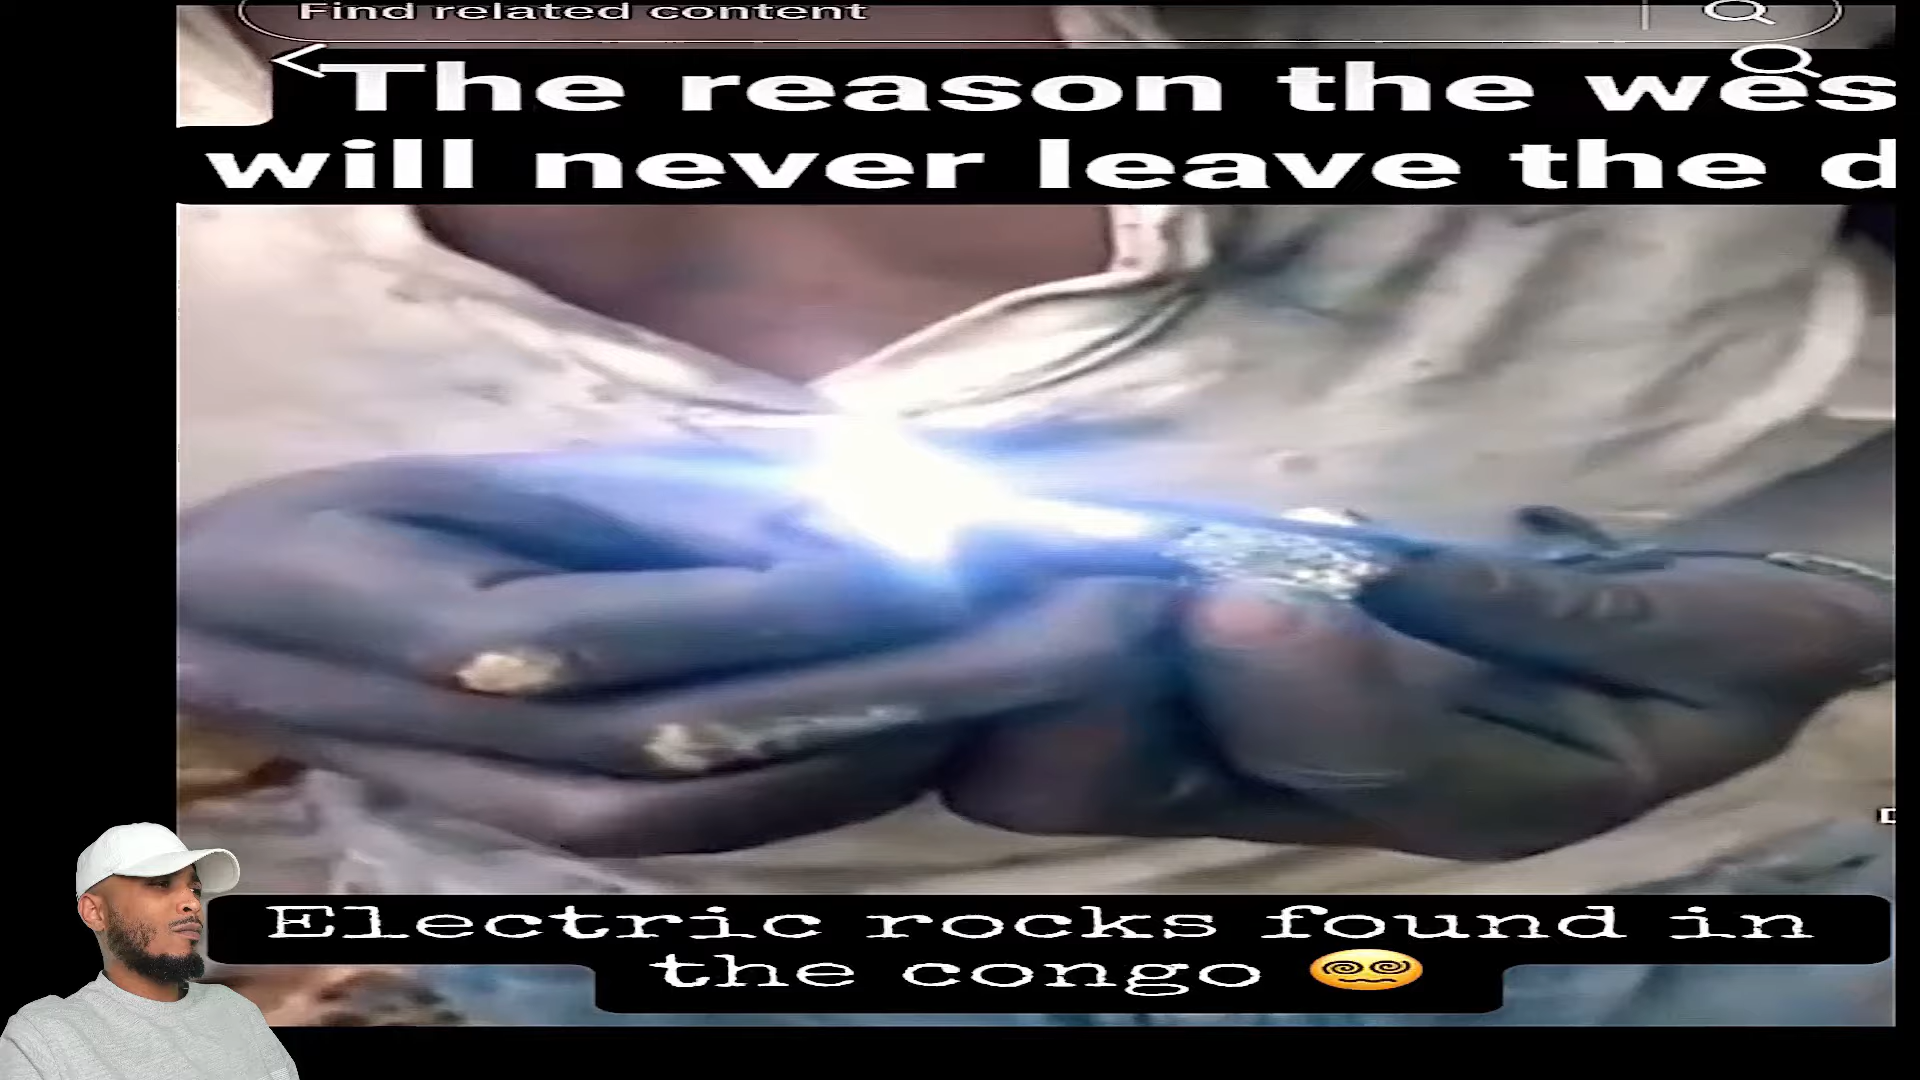 Find related content
The reason the wes
will never leave the d
Electric rocks found in
the congo